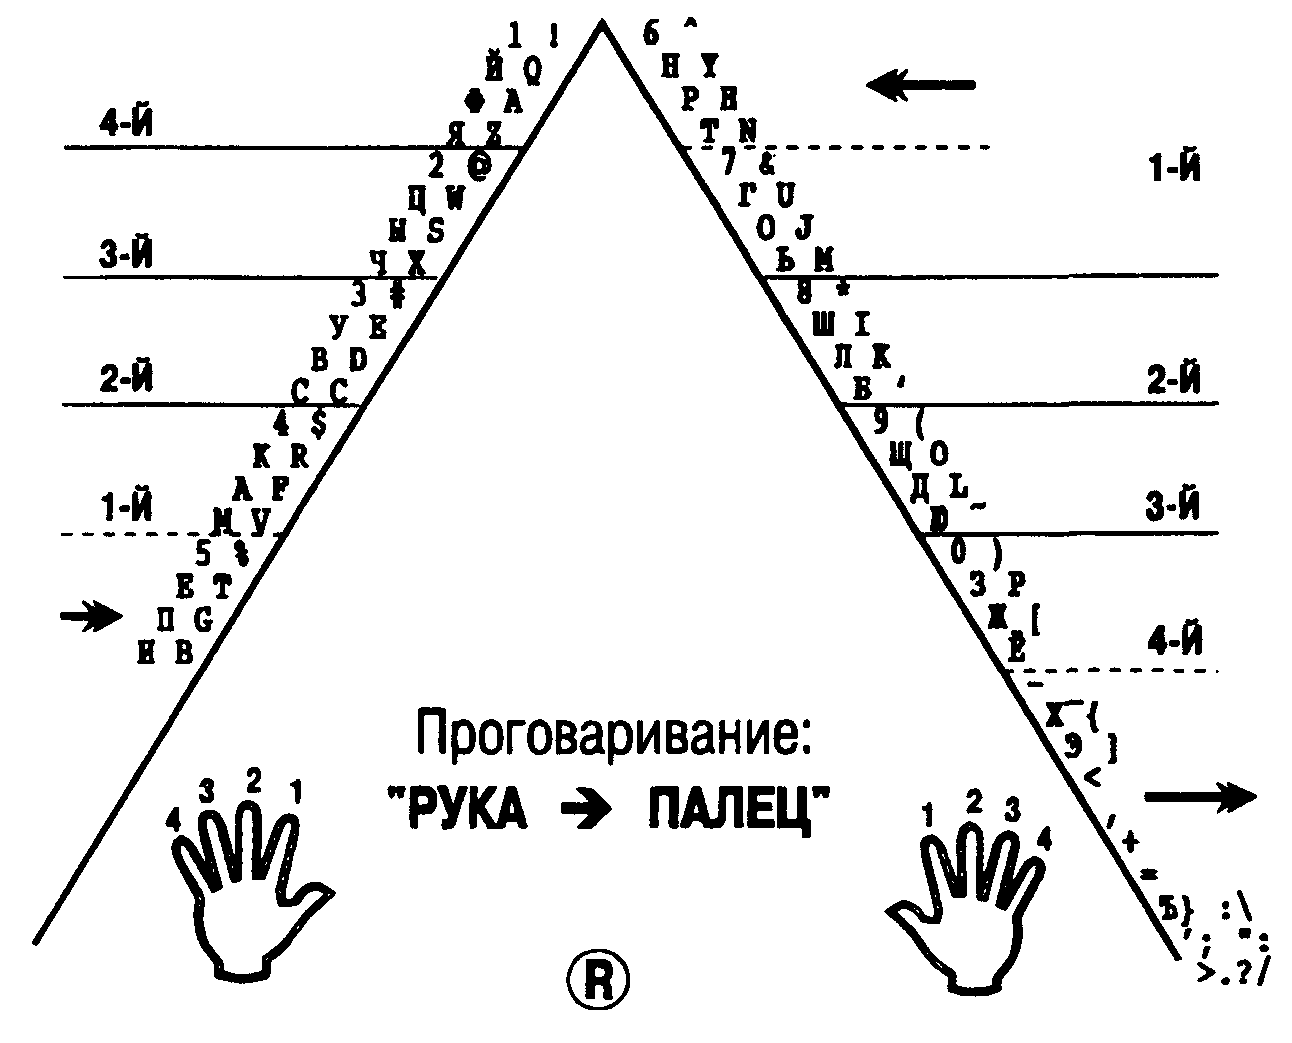 1 ! 6 ^
Й Q Н Y
Ф A Р H
4-Й
Я Z Т N
2 @ 7 &
1-Й
Ц W Г U
Ы S О J
3-Й
Ч X Ь M
3 # 8 *
У E Ш I
В D Л K
2-Й 2-Й
С C Б ,
4 $ 9 (
К R Щ O
А F Д L
1-Й 3-Й
М V Ю ~
5 % 0 )
Е T З P
П G Ж [
И B Ё 4-Й
-
Х ¯ {
Э ]
<
Проговаривание:
"РУКА → ПАЛЕЦ"
4 3 2 1 1 2 3 4
' +
=
Ъ } , : \
>.?/
®